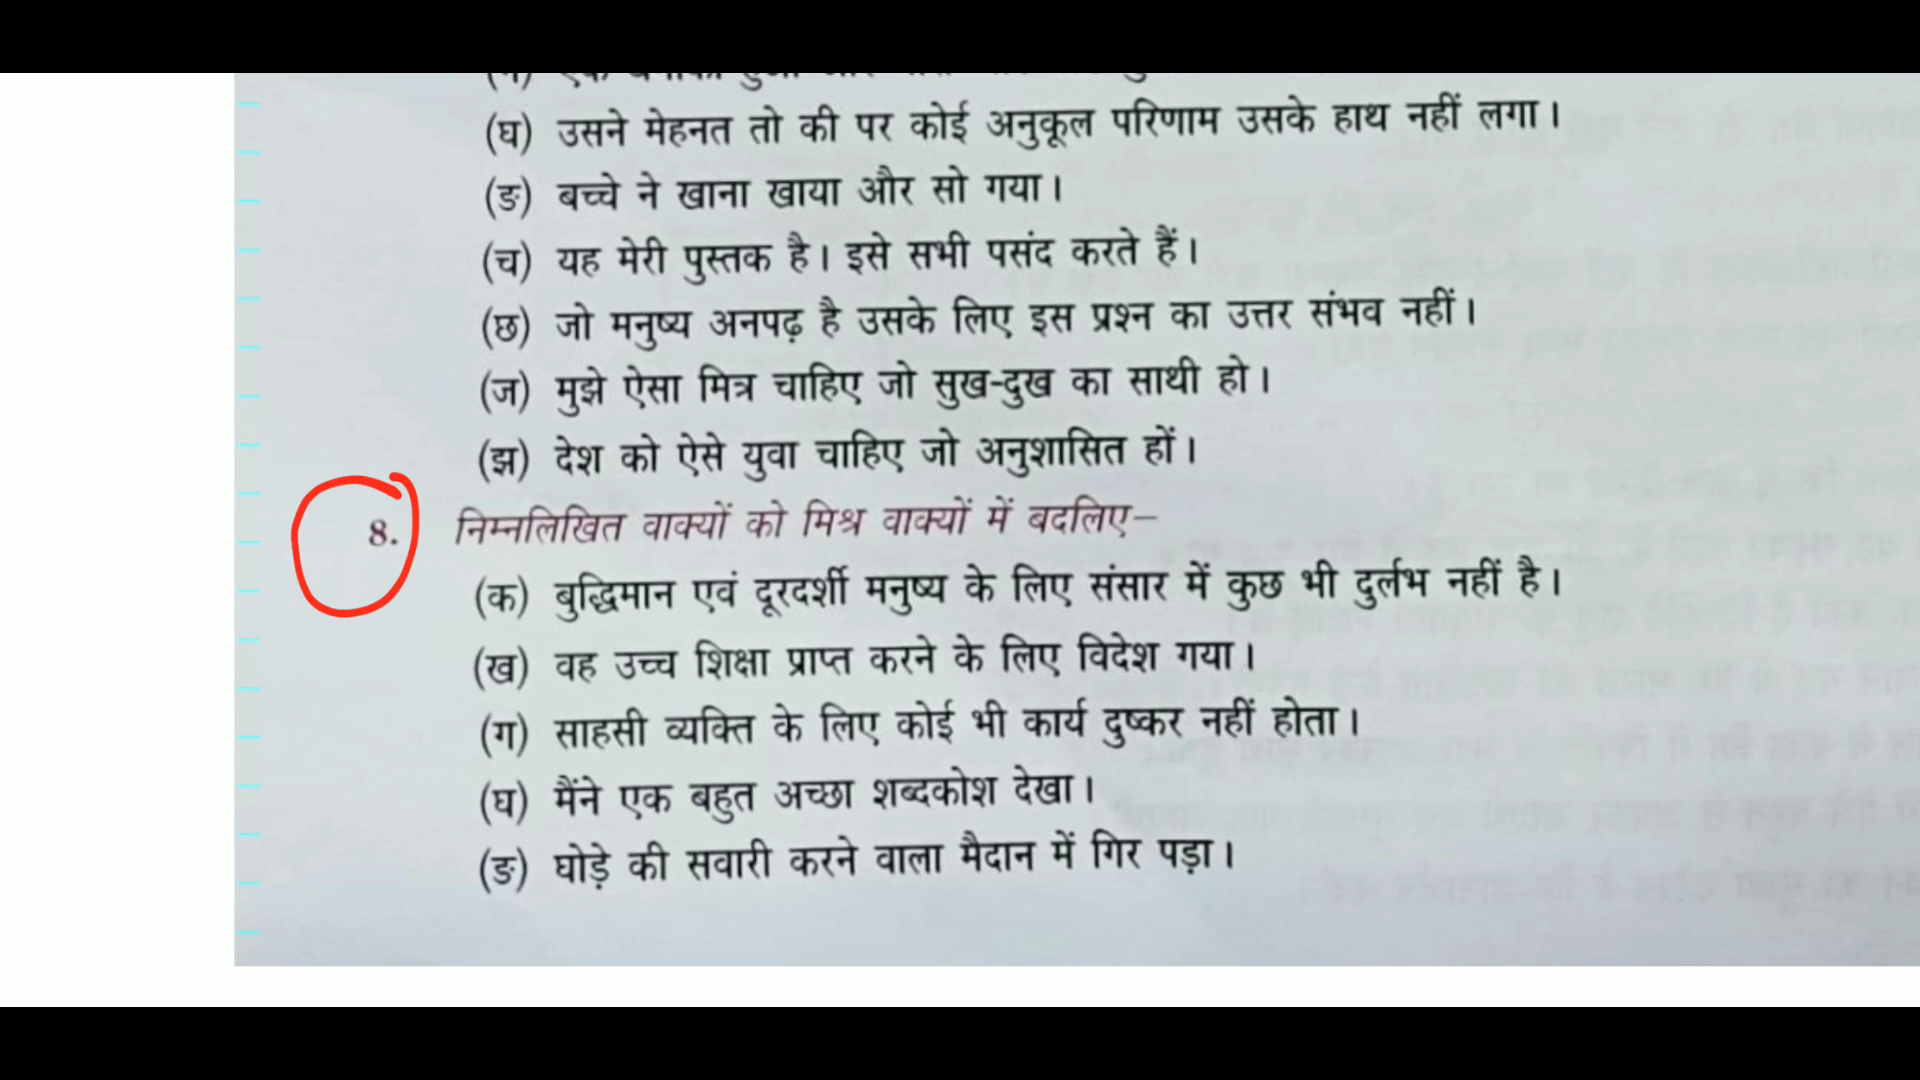 (घ) उसने मेहनत तो की पर कोई अनुकूल परिणाम उसके हाथ नहीं लगा।
(ङ) बच्चे ने खाना खाया और सो गया।
(च) यह मेरी पुस्तक है। इसे सभी पसंद करते हैं।
(छ) जो मनुष्य अनपढ़ है उसके लिए इस प्रश्न का उत्तर संभव नहीं।
(ज) मुझे ऐसा मित्र चाहिए जो सुख-दुख का साथी हो।
(झ) देश को ऐसे युवा चाहिए जो अनुशासित हों।
8. निम्नलिखित वाक्यों को मिश्र वाक्यों में बदलिए–
(क) बुद्धिमान एवं दूरदर्शी मनुष्य के लिए संसार में कुछ भी दुर्लभ नहीं है।
(ख) वह उच्च शिक्षा प्राप्त करने के लिए विदेश गया।
(ग) साहसी व्यक्ति के लिए कोई भी कार्य दुष्कर नहीं होता।
(घ) मैंने एक बहुत अच्छा शब्दकोश देखा।
(ङ) घोड़े की सवारी करने वाला मैदान में गिर पड़ा।